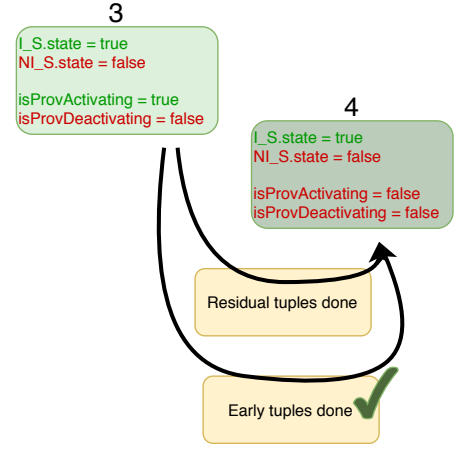 3
I_S.state = true
NI_S.state = false
isProvActivating = true
isProvDeactivating = false
4
I_S.state = true
NI_S.state = false
isProvActivating = false
isProvDeactivating = false
Residual tuples done
Early tuples done